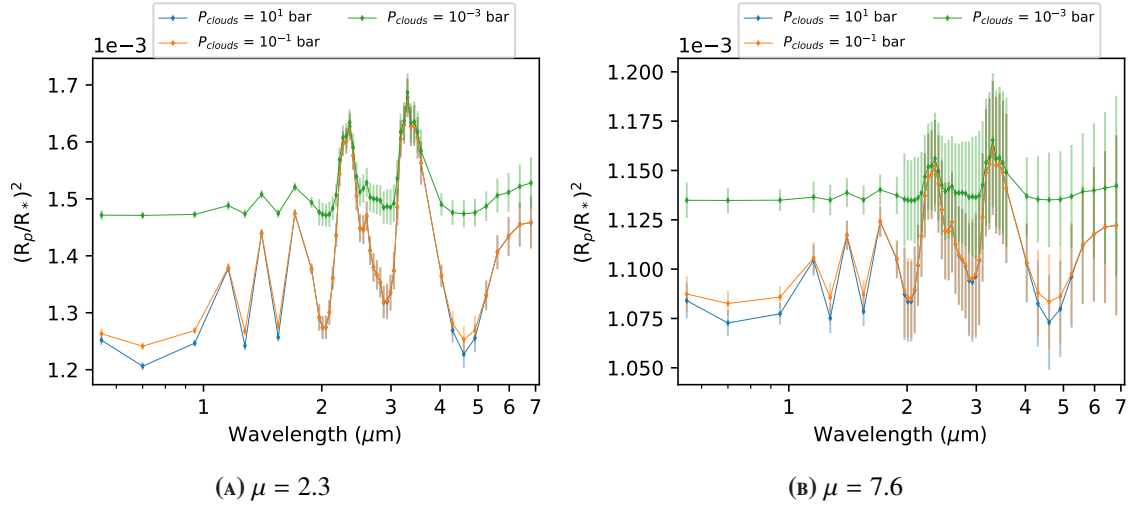 P_clouds = 10^1 bar
P_clouds = 10^-1 bar
P_clouds = 10^-3 bar
1e−3
1.7
1.6
1.5
1.4
1.3
1.2
(R_p/R_*)^2
1
2
3
4
5
6
7
Wavelength (μm)
(A) μ = 2.3
P_clouds = 10^1 bar
P_clouds = 10^-1 bar
P_clouds = 10^-3 bar
1e−3
1.200
1.175
1.150
1.125
1.100
1.075
1.050
(R_p/R_*)^2
1
2
3
4
5
6
7
Wavelength (μm)
(B) μ = 7.6